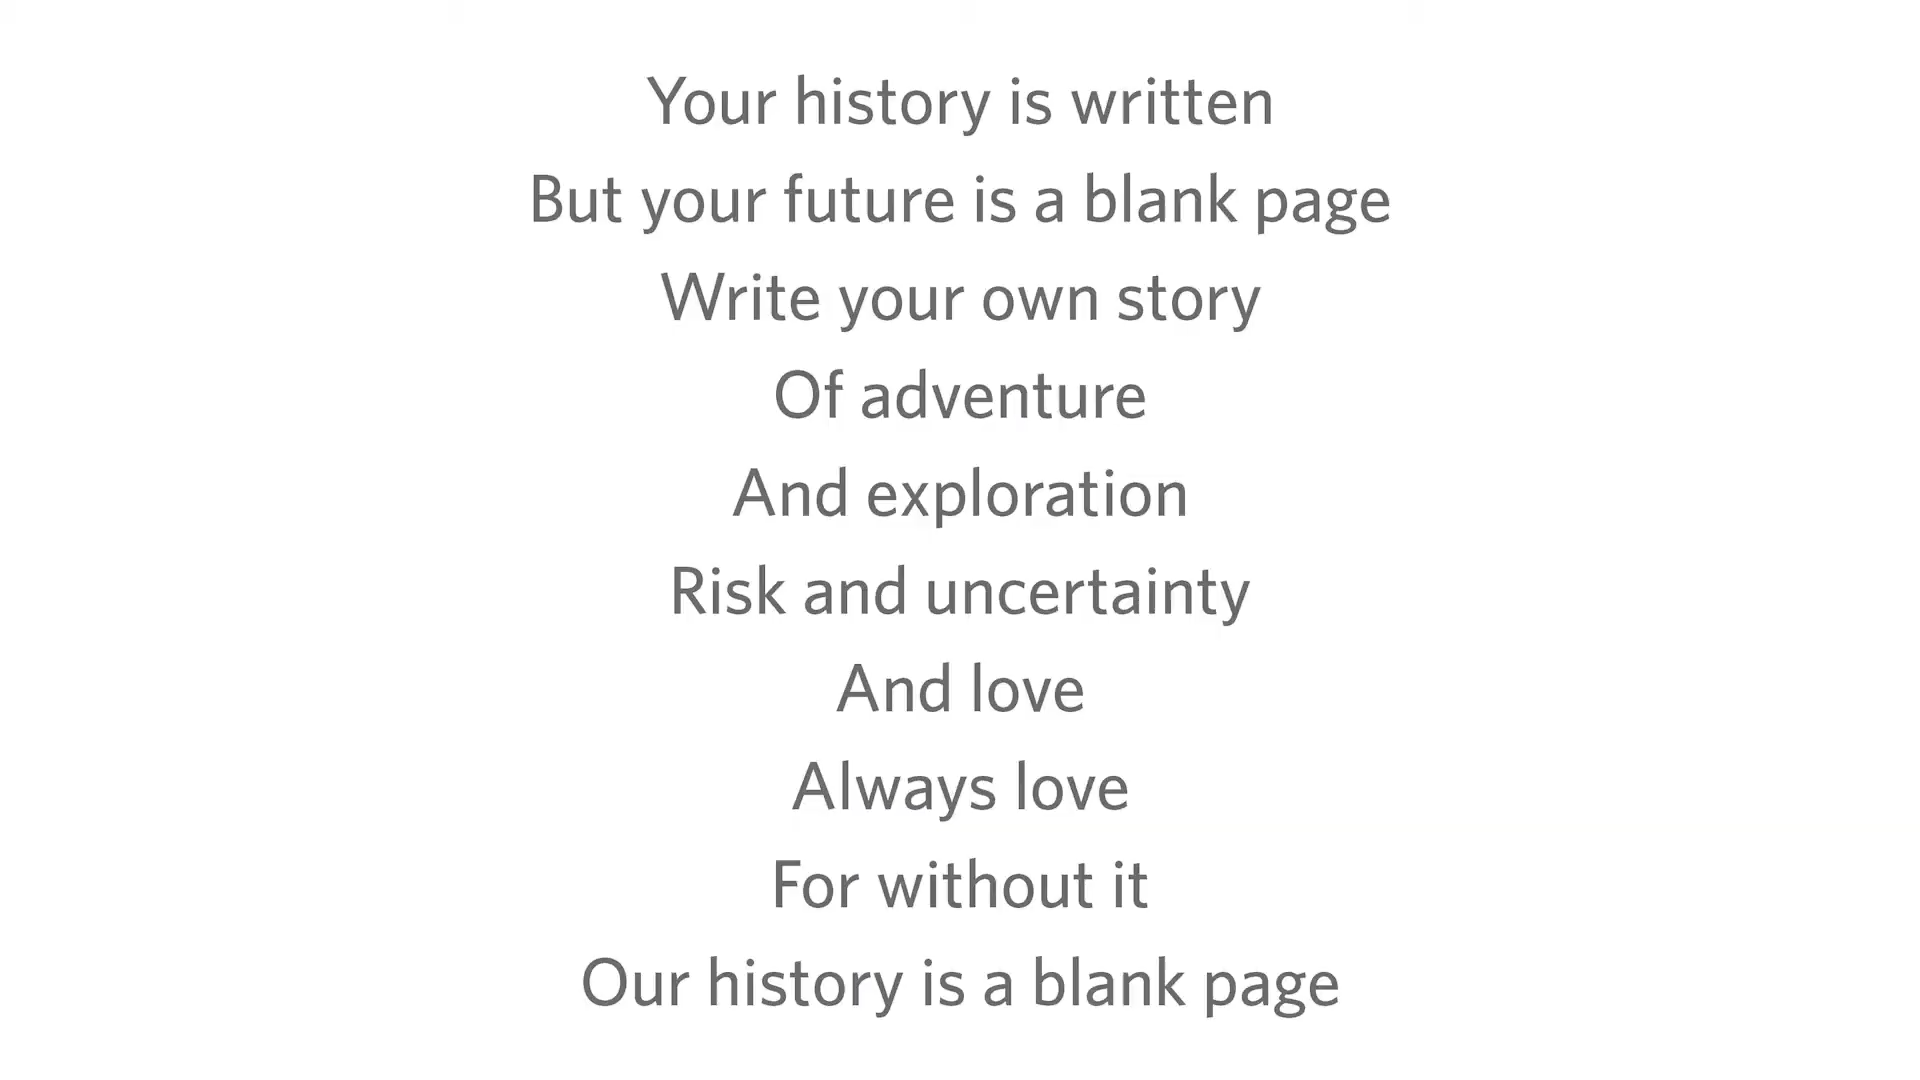 Your history is written
But your future is a blank page
Write your own story
Of adventure
And exploration
Risk and uncertainty
And love
Always love
For without it
Our history is a blank page